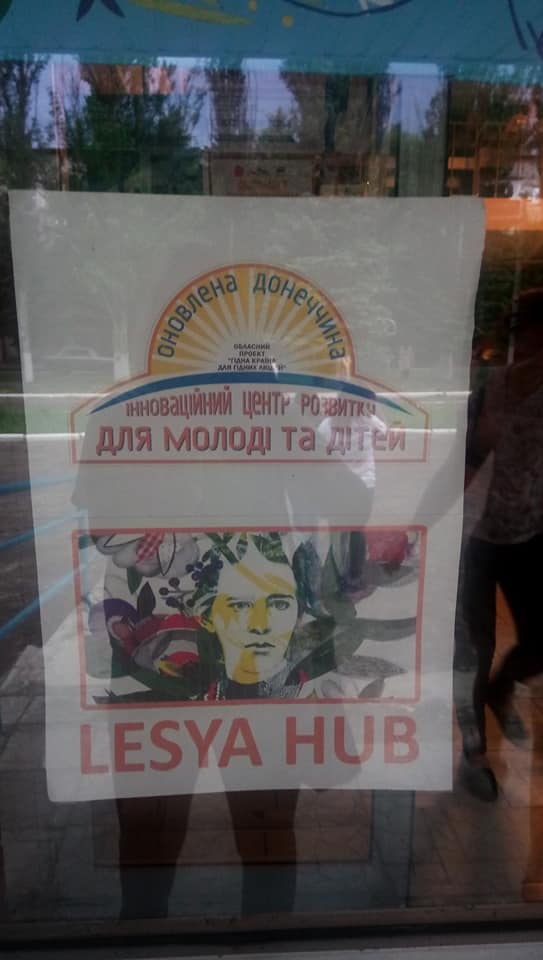 ОНОВЛЕНА ДОНЕЧЧИНА
ОБЛАСНИЙ
ПРОЕКТ
"ГІДНА КРАЇНА
ДЛЯ ГІДНИХ ЛЮДЕЙ"
ІННОВАЦІЙНИЙ ЦЕНТР РОЗВИТКУ
ДЛЯ МОЛОДІ ТА ДІТЕЙ
LESYA HUB